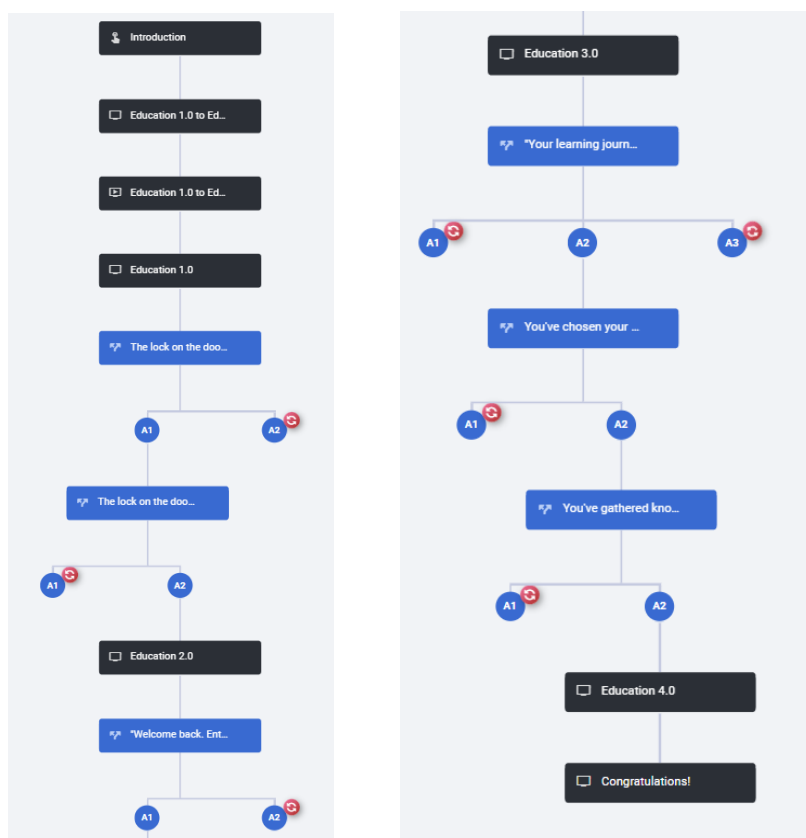 Introduction
Education 1.0 to Ed...
Education 1.0 to Ed...
Education 1.0
The lock on the doo...
A1
A2
The lock on the doo...
A1
A2
Education 2.0
"Welcome back. Ent...
A1
A2
Education 3.0
"Your learning journ...
A1
A2
A3
You've chosen your ...
A1
A2
You've gathered kno...
A1
A2
Education 4.0
Congratulations!